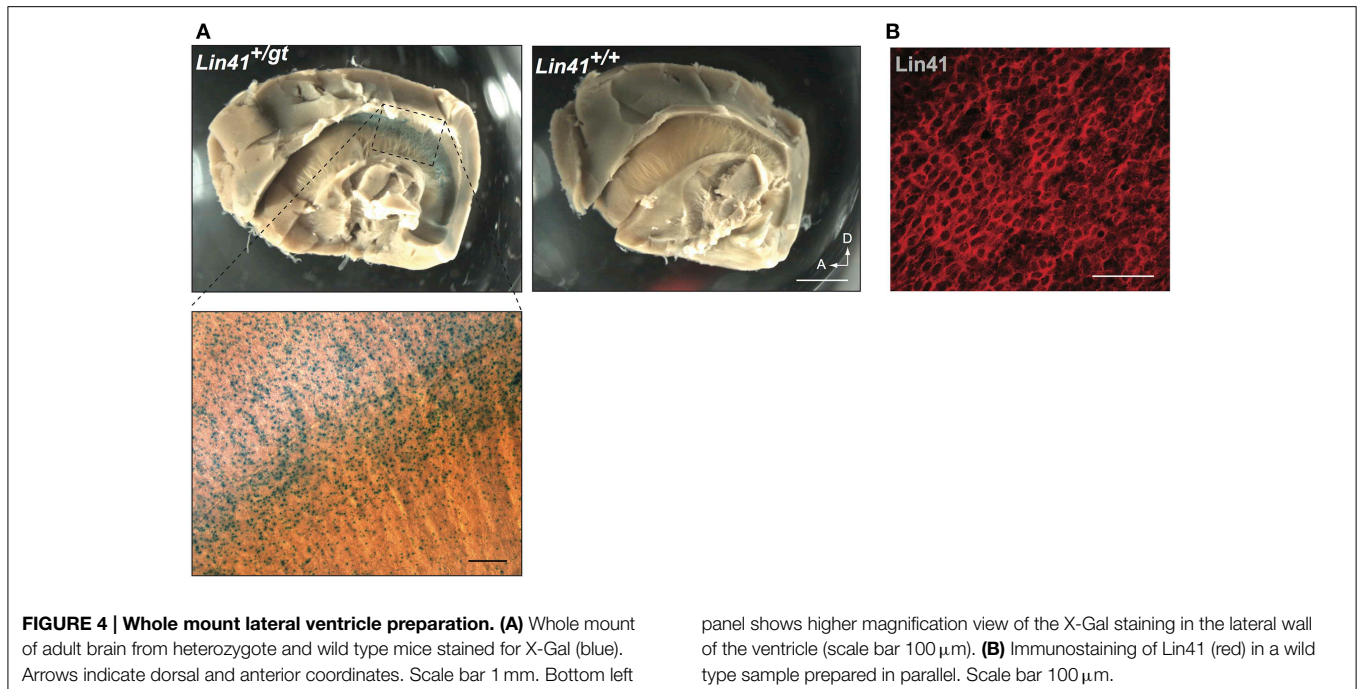 A
B
Lin41+/gt
Lin41+/+
Lin41
D
A
FIGURE 4 | Whole mount lateral ventricle preparation. (A) Whole mount
of adult brain from heterozygote and wild type mice stained for X-Gal (blue).
Arrows indicate dorsal and anterior coordinates. Scale bar 1 mm. Bottom left
panel shows higher magnification view of the X-Gal staining in the lateral wall
of the ventricle (scale bar 100 μm). (B) Immunostaining of Lin41 (red) in a wild
type sample prepared in parallel. Scale bar 100 μm.